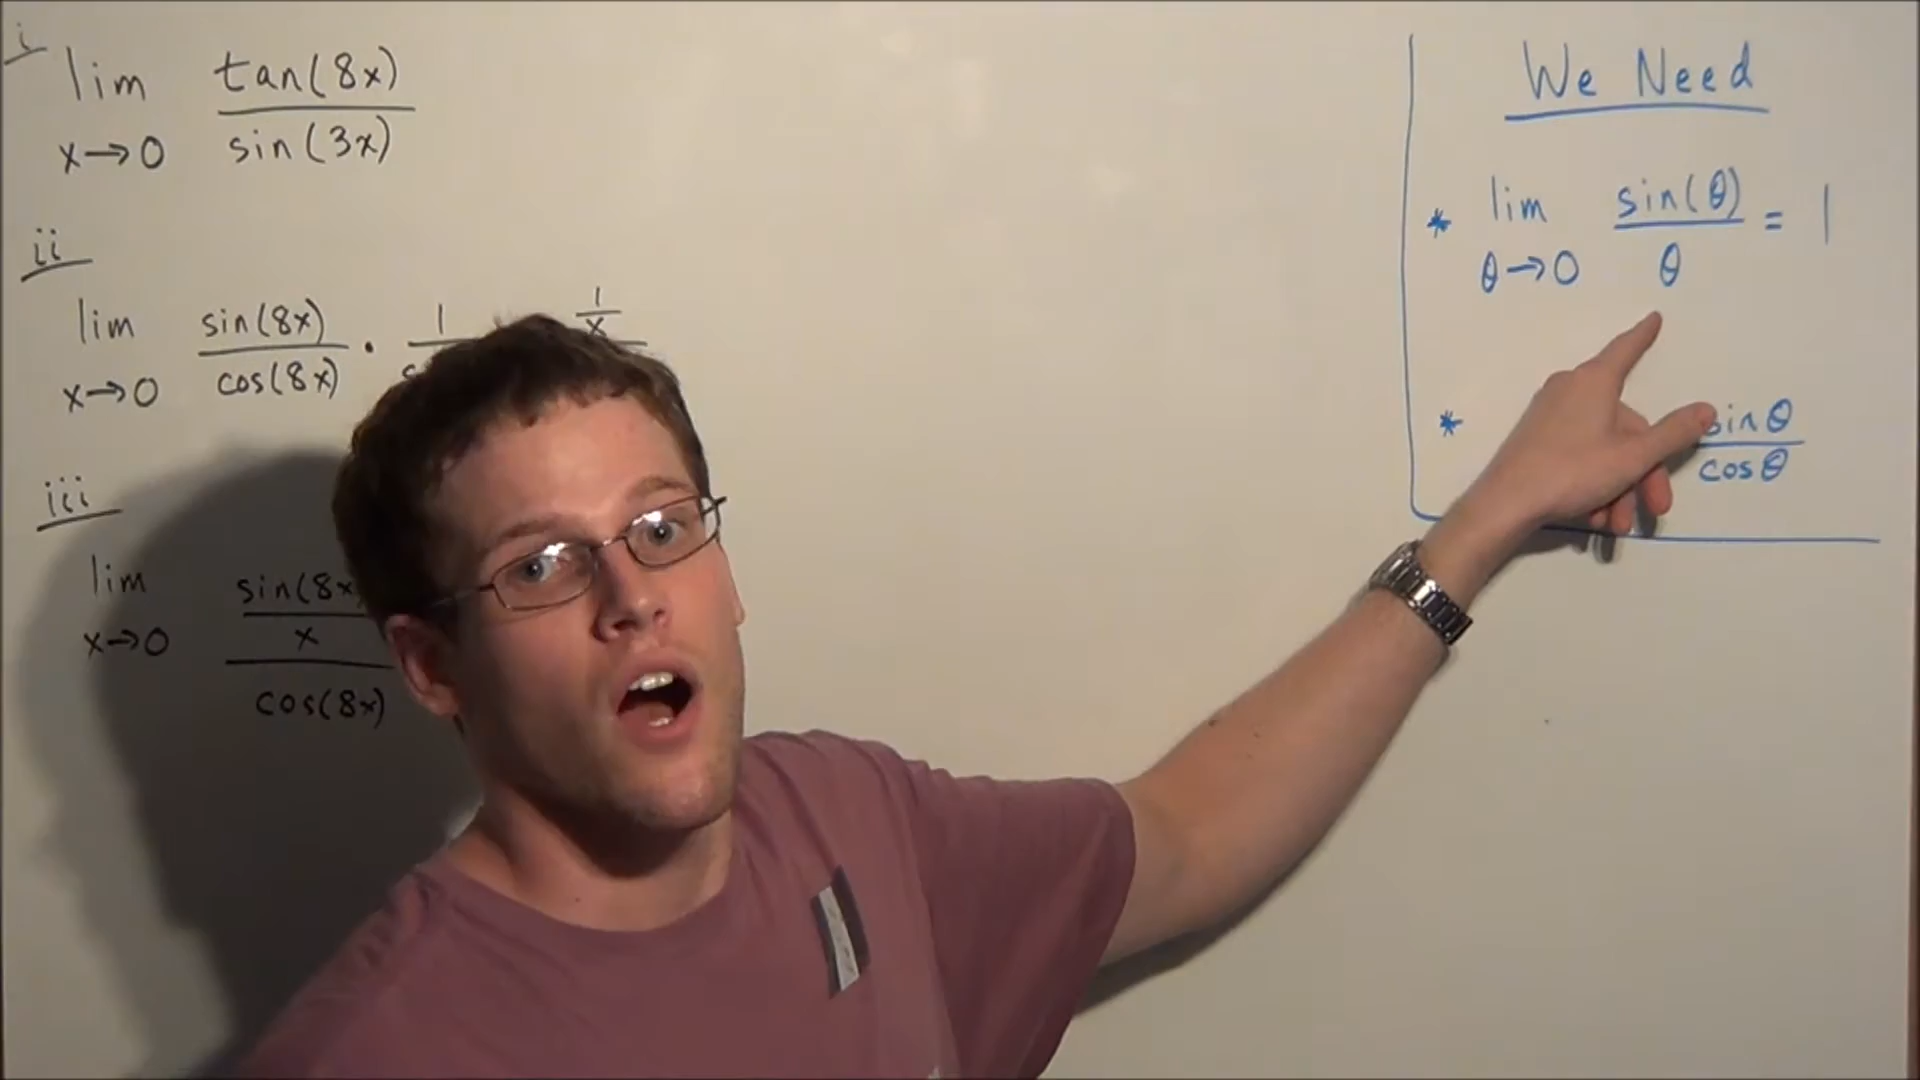 i
lim tan(8x)
x→0 sin(3x)
ii
lim sin(8x) · 1 1
x
x→0 cos(8x)
iii
lim sin(8x
x→0 x
cos(8x)
We Need
* lim sin(θ) = 1
θ→0 θ
* sinθ
cosθ